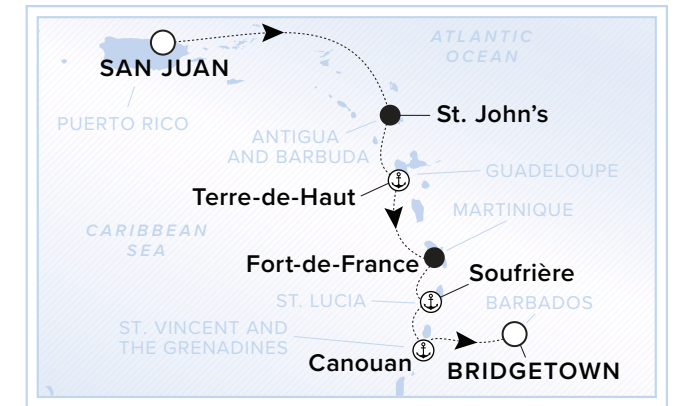 ATLANTIC
OCEAN
SAN JUAN
St. John's
PUERTO RICO
ANTIGUA
AND BARBUDA
GUADELOUPE
Terre-de-Haut
MARTINIQUE
CARIBBEAN
SEA
Fort-de-France
Soufrière
ST. LUCIA
BARBADOS
ST. VINCENT AND
THE GRENADINES
Canouan
BRIDGETOWN